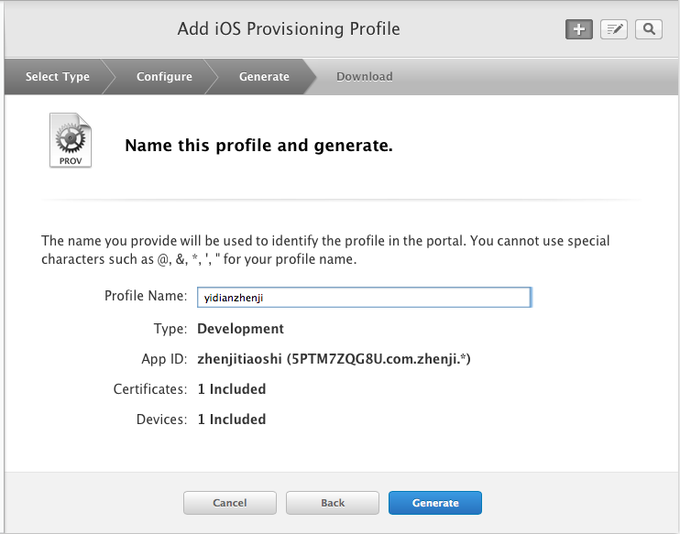 Add iOS Provisioning Profile
Select Type Configure Generate Download
PROV
Name this profile and generate.
The name you provide will be used to identify the profile in the portal. You cannot use special
characters such as @, &, *, ', " for your profile name.
Profile Name: yidianzhenji
Type: Development
App ID: zhenjitiaoshi (5PTM7ZQG8U.com.zhenji.*)
Certificates: 1 Included
Devices: 1 Included
Cancel Back Generate